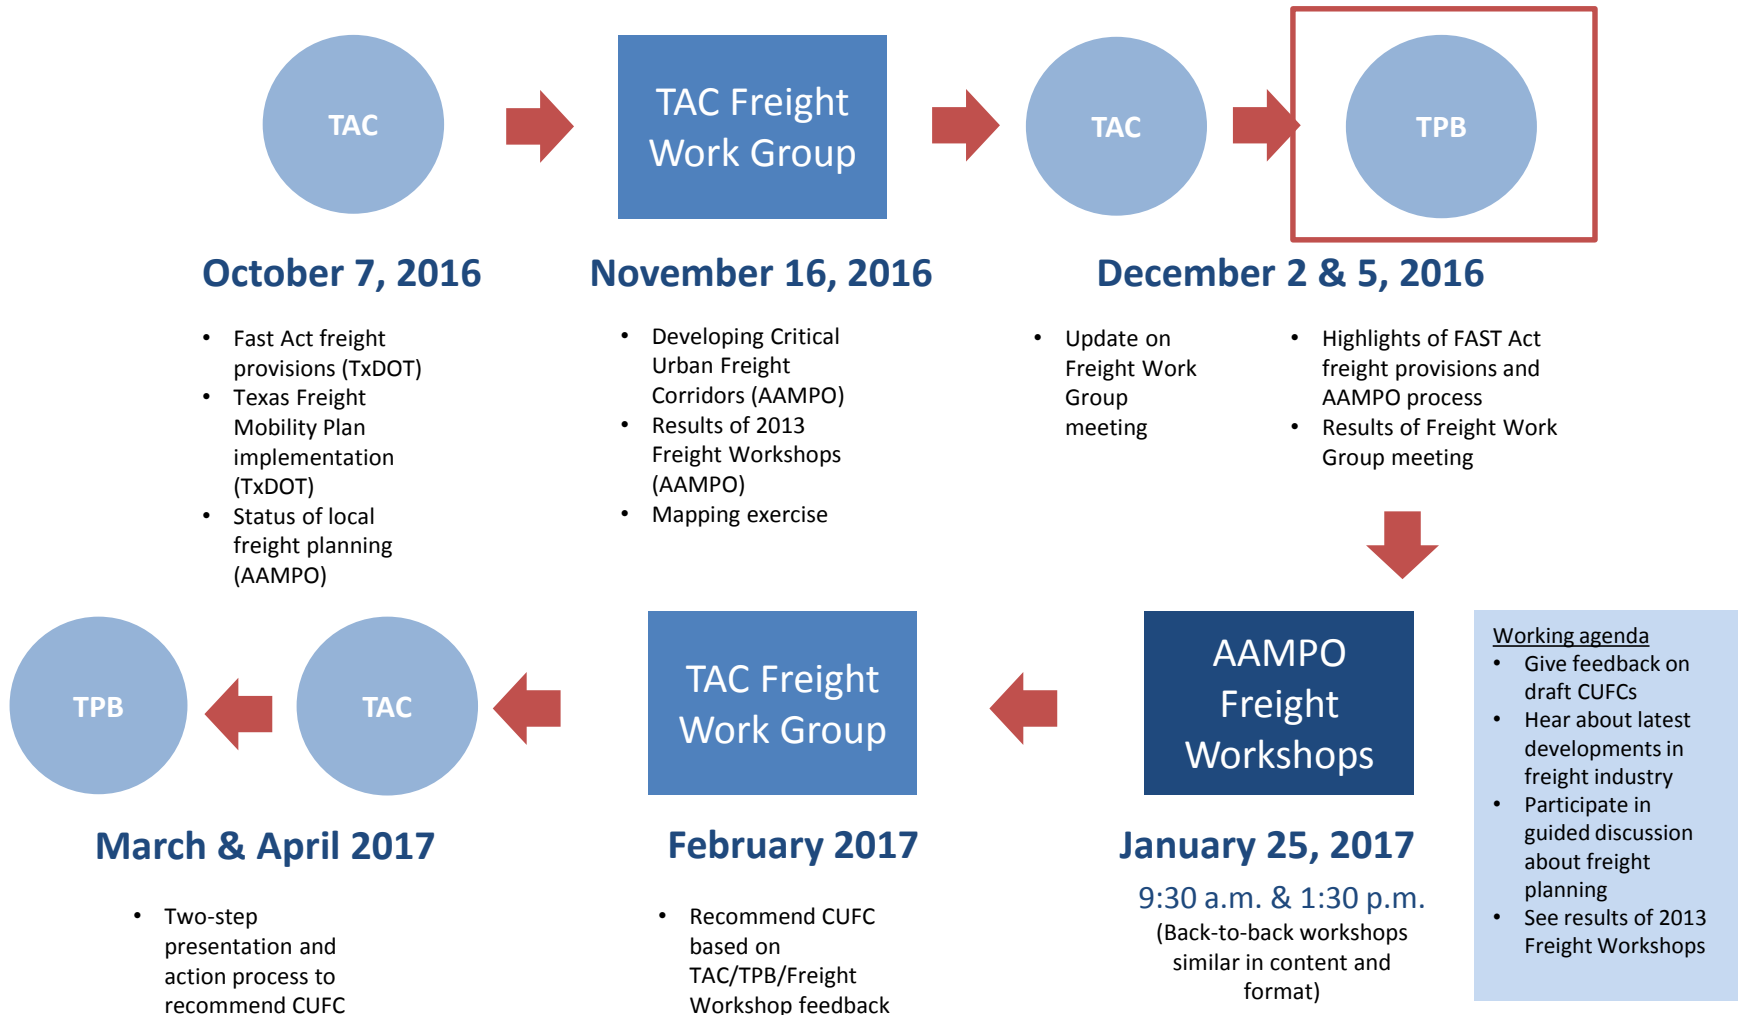 TAC
TAC Freight
Work Group
TAC
TPB
October 7, 2016
November 16, 2016
December 2 & 5, 2016
• Fast Act freight
provisions (TxDOT)
• Texas Freight
Mobility Plan
implementation
(TxDOT)
• Status of local
freight planning
(AAMPO)
• Developing Critical
Urban Freight
Corridors (AAMPO)
• Results of 2013
Freight Workshops
(AAMPO)
• Mapping exercise
• Update on
Freight Work
Group
meeting
• Highlights of FAST Act
freight provisions and
AAMPO process
• Results of Freight Work
Group meeting
TPB
TAC
TAC Freight
Work Group
AAMPO
Freight
Workshops
Working agenda
• Give feedback on
draft CUFCs
• Hear about latest
developments in
freight industry
• Participate in
guided discussion
about freight
planning
• See results of 2013
Freight Workshops
March & April 2017
February 2017
January 25, 2017
9:30 a.m. & 1:30 p.m.
(Back-to-back workshops
similar in content and
format)
• Two-step
presentation and
action process to
recommend CUFC
• Recommend CUFC
based on
TAC/TPB/Freight
Workshop feedback